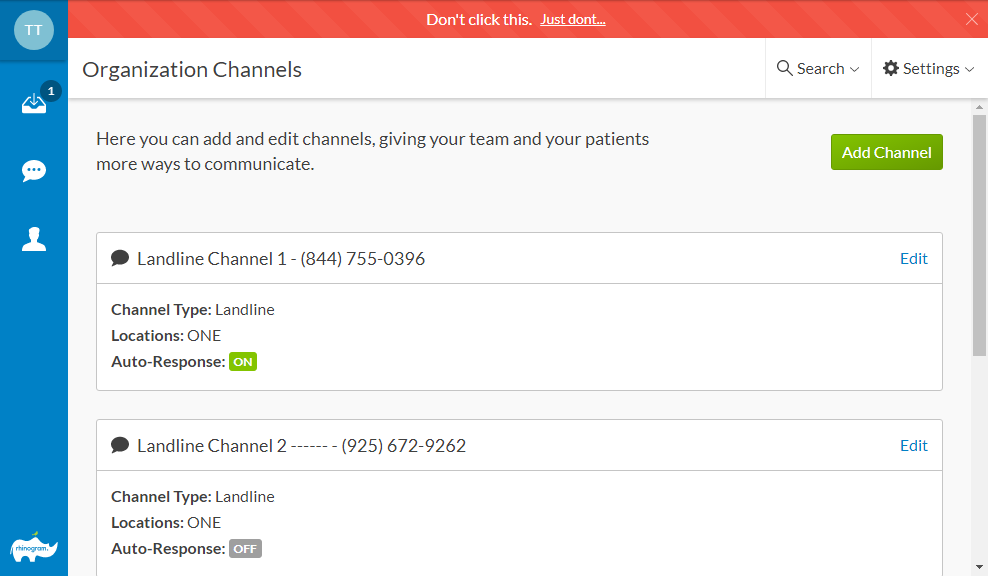 TT
Don't click this. Just dont...
Organization Channels
Search
Settings
1
Here you can add and edit channels, giving your team and your patients
more ways to communicate.
Add Channel
Landline Channel 1 - (844) 755-0396
Edit
Channel Type: Landline
Locations: ONE
Auto-Response: ON
Landline Channel 2 ------ - (925) 672-9262
Edit
Channel Type: Landline
Locations: ONE
Auto-Response: OFF
rhinogram